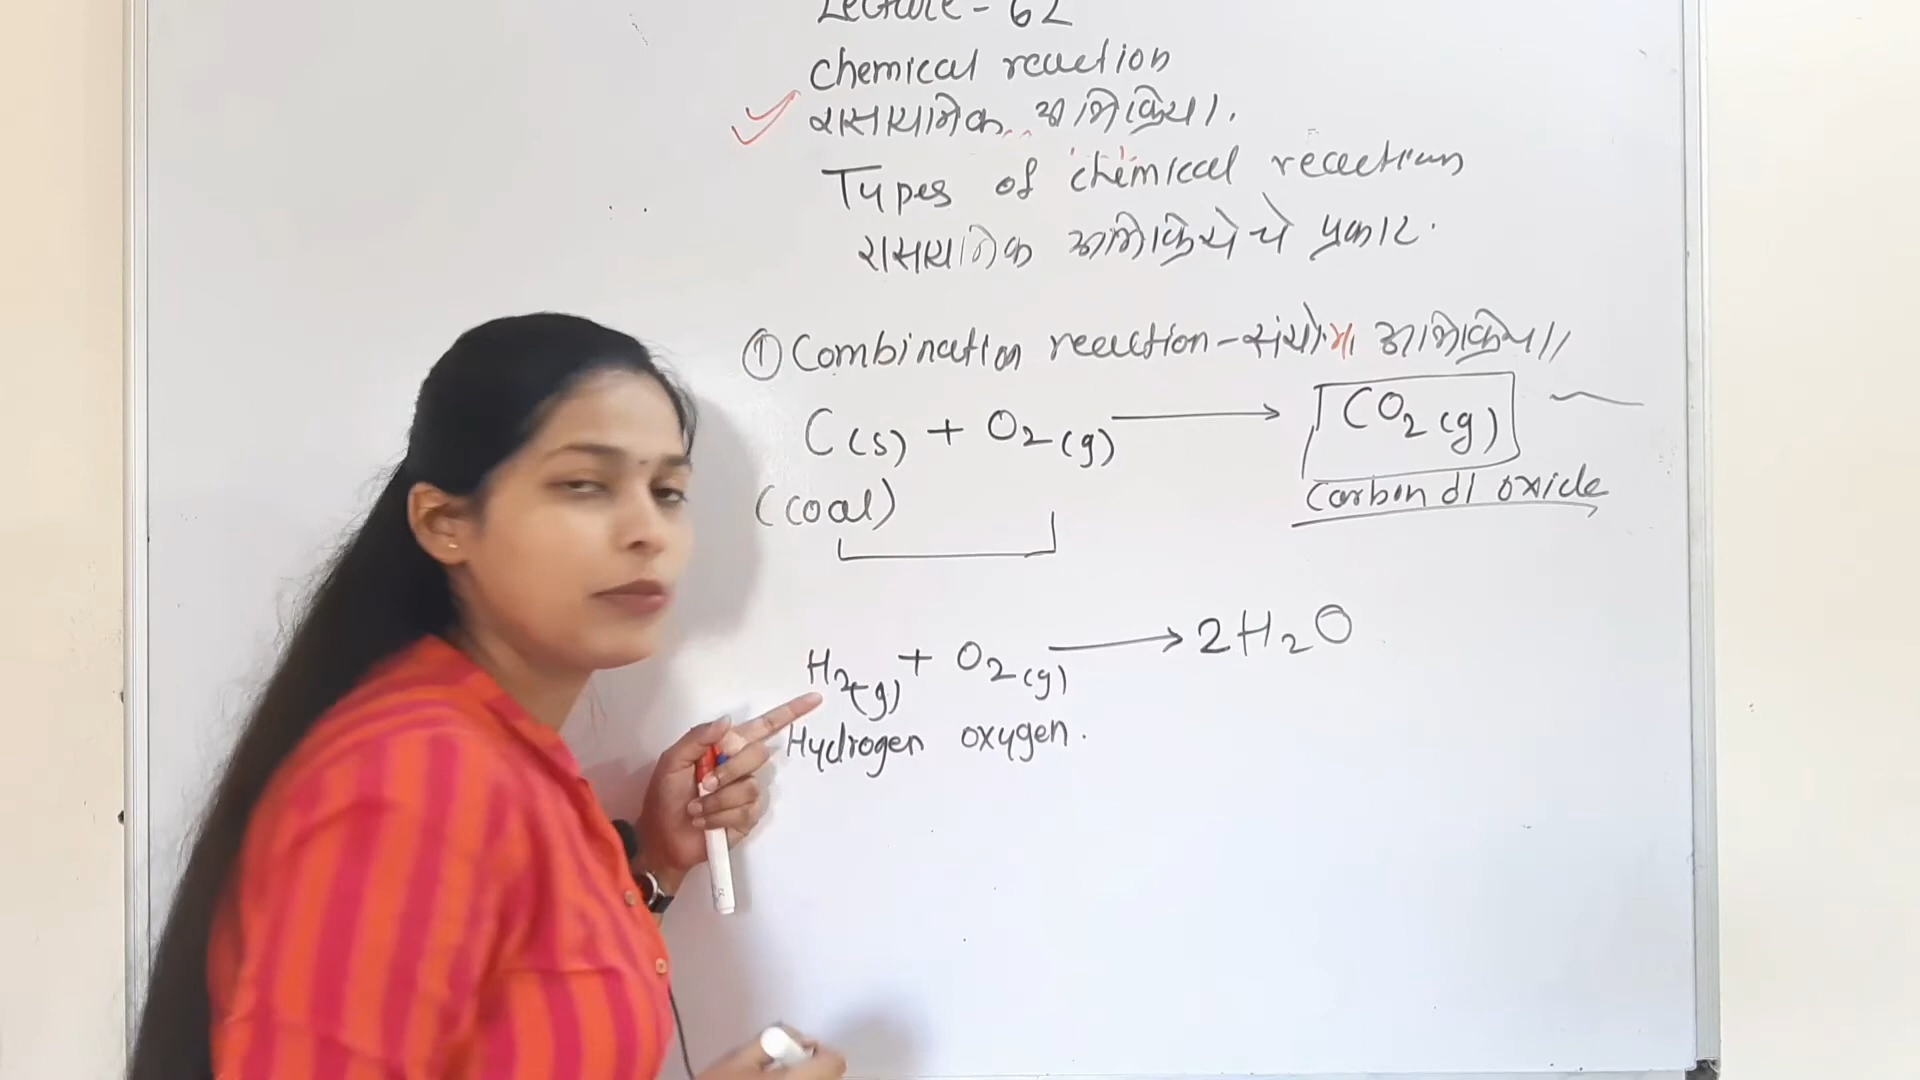 Lecture - 62
Chemical reaction
रासायनिक अभिक्रिया.
Types of chemical reactions
रासायनिक अभिक्रियेचे प्रकार.
① Combination reaction - संयोग अभिक्रिया
C(s) + O₂(g) → CO₂(g)
(coal) Carbon di oxide
H₂(g) + O₂(g) → 2H₂O
Hydrogen oxygen.